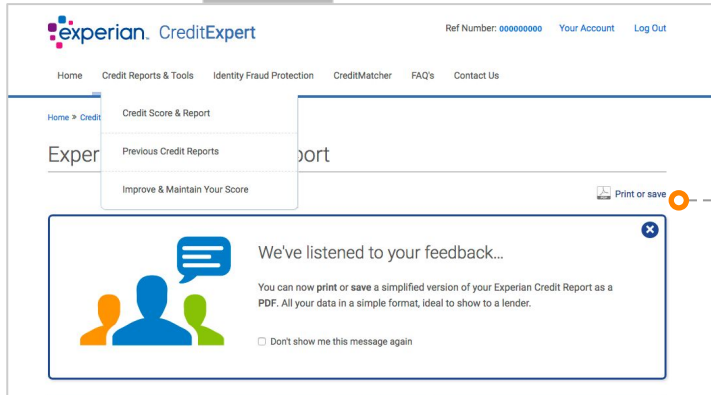 experian. CreditExpert
Ref Number: 000000000 Your Account Log Out
Home Credit Reports & Tools Identity Fraud Protection CreditMatcher FAQ's Contact Us
Home > Credit
Credit Score & Report
Previous Credit Reports
Improve & Maintain Your Score
Exper
port
PDF
Print or save
We've listened to your feedback...
You can now print or save a simplified version of your Experian Credit Report as a
PDF. All your data in a simple format, ideal to show to a lender.
Don't show me this message again